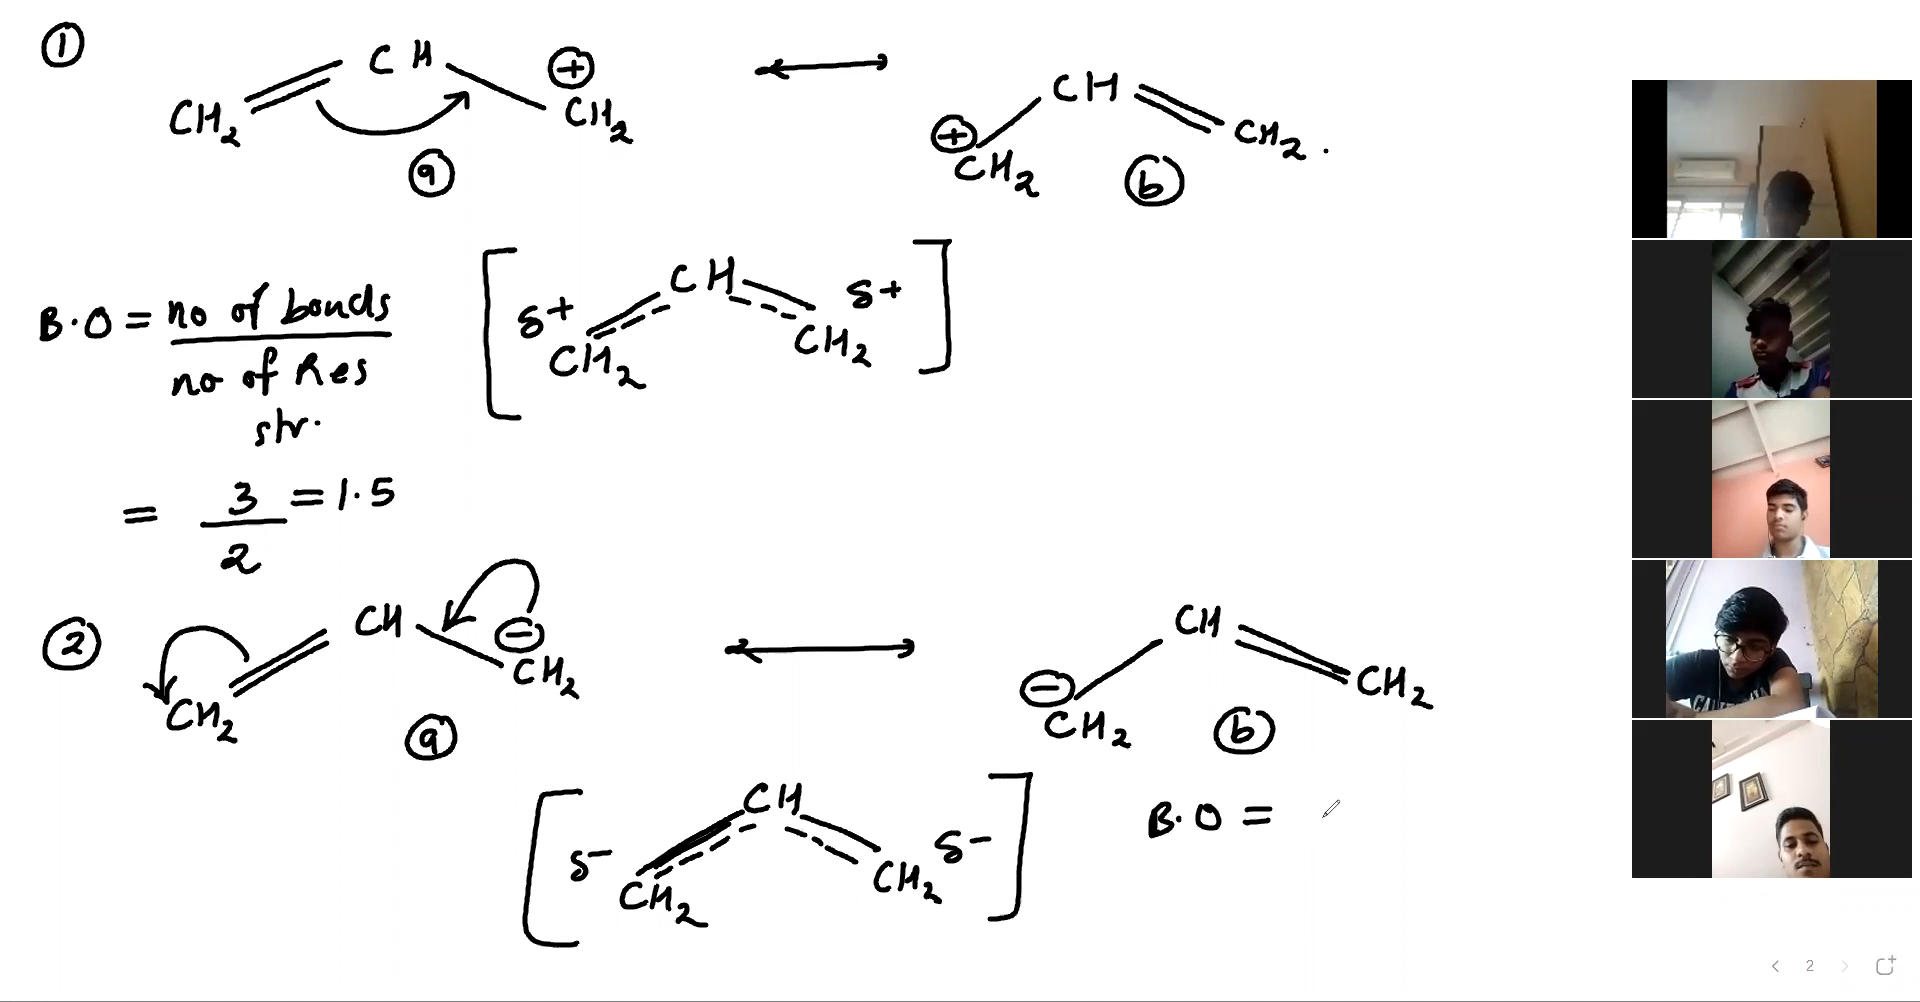 ①
CH2 CH ⊕ CH2
ⓐ
⊕ CH2 CH CH2 .
ⓑ
B.O = no of bonds
no of Res
str.
δ+ CH2 CH CH2 δ+
= 3/2 = 1.5
②
CH2 CH ⊖ CH2
ⓐ
⊖ CH2 CH CH2
ⓑ
δ- CH2 CH CH2 δ-
B.O =
2